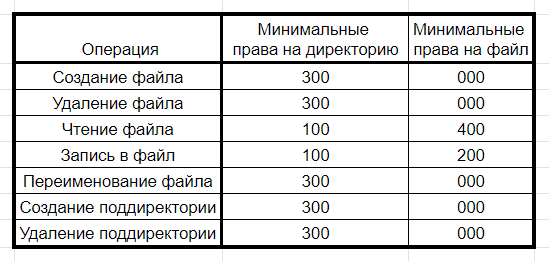 Операция
Минимальные
права на директорию
Минимальные
права на файл
Создание файла 300 000
Удаление файла 300 000
Чтение файла 100 400
Запись в файл 100 200
Переименование файла 300 000
Создание поддиректории 300 000
Удаление поддиректории 300 000